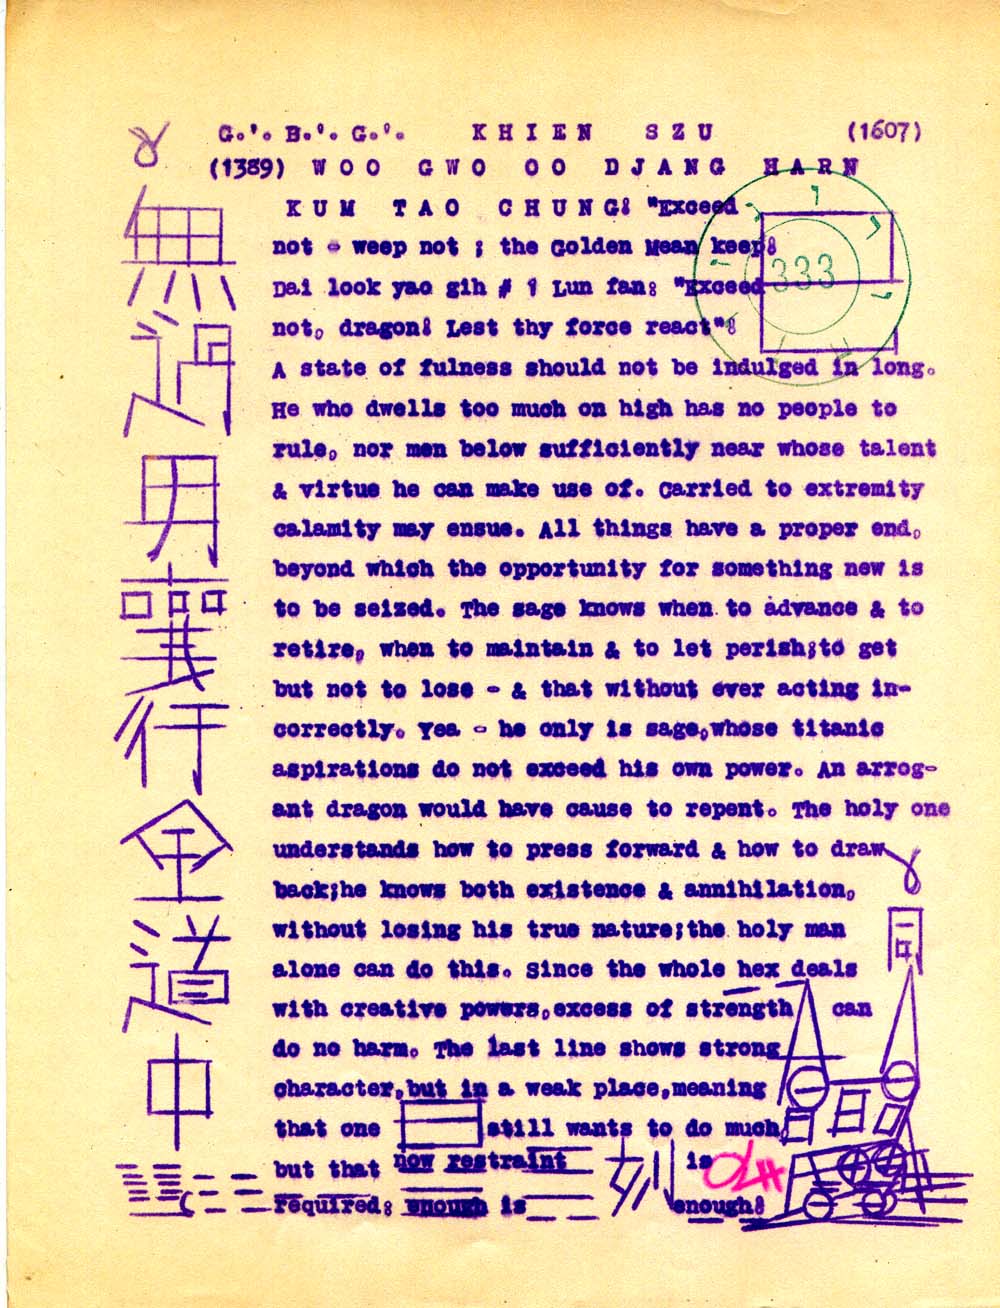 G.'. B.'. G.'. KHIEN SZU (1607)
(1389) WOO GWO OO DJANG HARN
KUM TAO CHUNG! "Exceed
not - weep not ; the Golden Mean keep!
Dai look yao gih # 1 Lun fan: "Exceed
not, dragon! Lest thy force react"!
A state of fulness should not be indulged in long.
He who dwells too much on high has no people to
rule, nor men below sufficiently near whose talent
& virtue he can make use of. Carried to extremity
calamity may ensue. All things have a proper end,
beyond which the opportunity for something new is
to be seized. The sage knows when to advance & to
retire, when to maintain & to let perish;to get
but not to lose - & that without ever acting in-
correctly. Yea - he only is sage,whose titanic
aspirations do not exceed his own power. An arrog-
ant dragon would have cause to repent. The holy one
understands how to press forward & how to draw
back;he knows both existence & annihilation,
without losing his true nature;the holy man
alone can do this. Since the whole hex deals
with creative powers,excess of strength can
do no harm. The last line shows strong
character,but in a weak place,meaning
that one still wants to do much,
but that now restraint is
required: enough is enough!
333
無
過
行
道
中